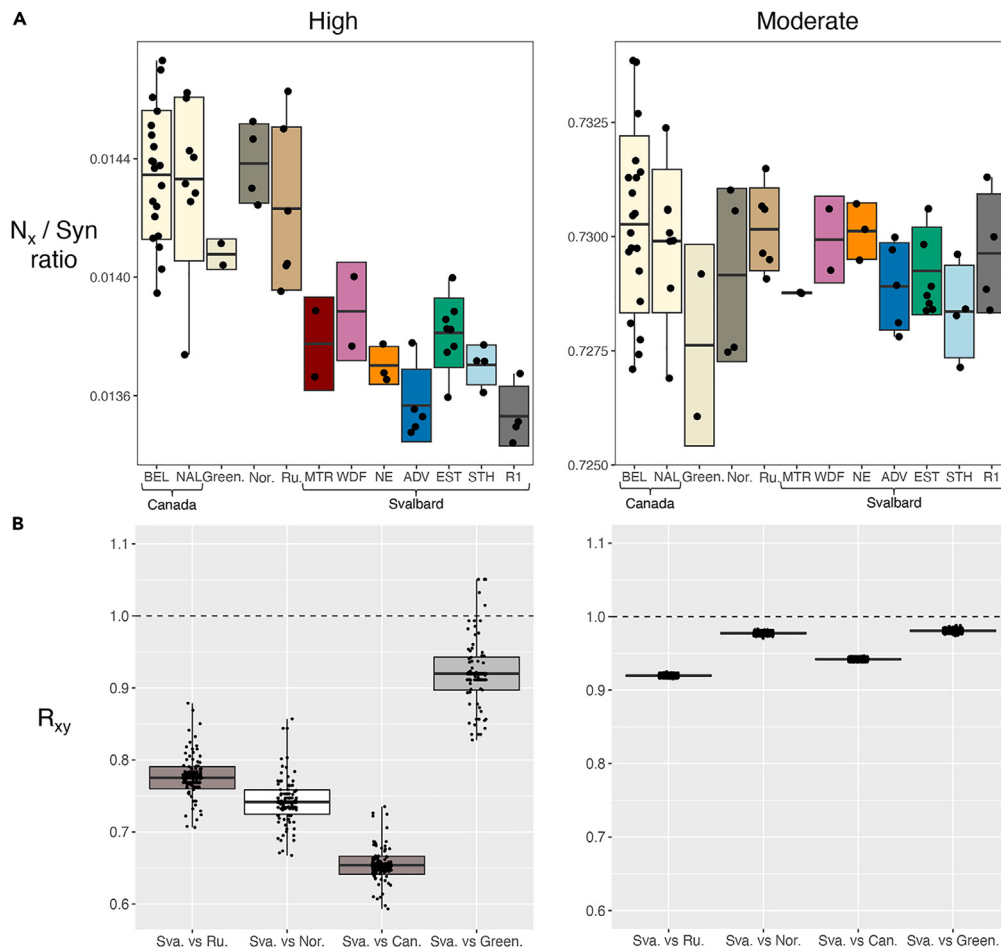 A
High
Moderate
N_x / Syn
ratio
0.0144
0.0140
0.0136
BEL NAL Green. Nor. Ru. MTR WDF NE ADV EST STH R1
Canada
Svalbard
0.7325
0.7300
0.7275
0.7250
BEL NAL Green. Nor. Ru. MTR WDF NE ADV EST STH R1
Canada
Svalbard
B
R_xy
1.1
1.0
0.9
0.8
0.7
0.6
Sva. vs Ru. Sva. vs Nor. Sva. vs Can. Sva. vs Green.
1.1
1.0
0.9
0.8
0.7
0.6
Sva. vs Ru. Sva. vs Nor. Sva. vs Can. Sva. vs Green.